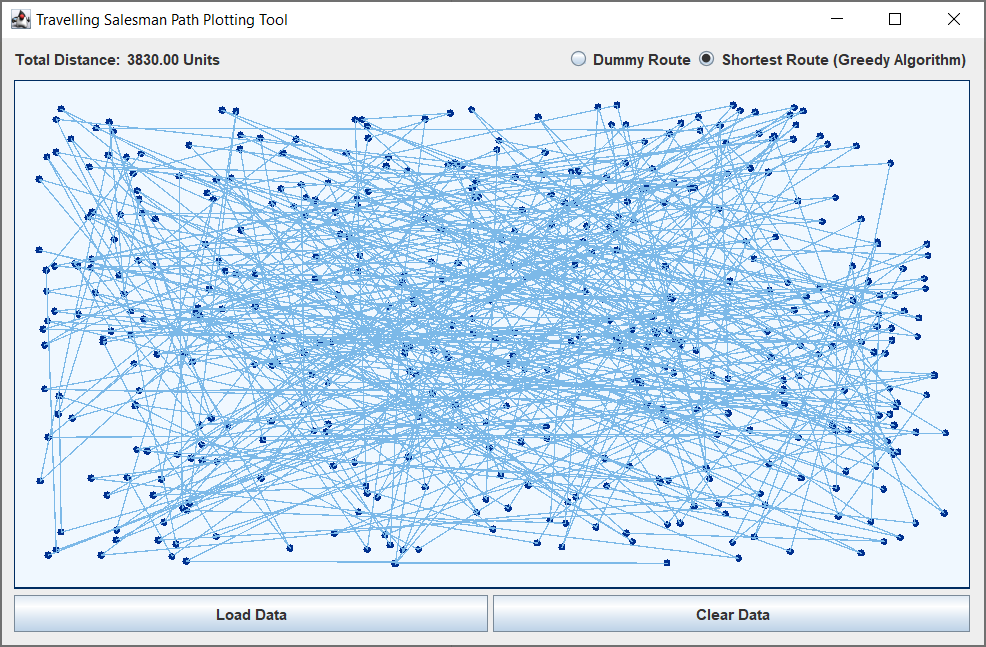 Travelling Salesman Path Plotting Tool
Total Distance: 3830.00 Units
Dummy Route
Shortest Route (Greedy Algorithm)
Load Data
Clear Data